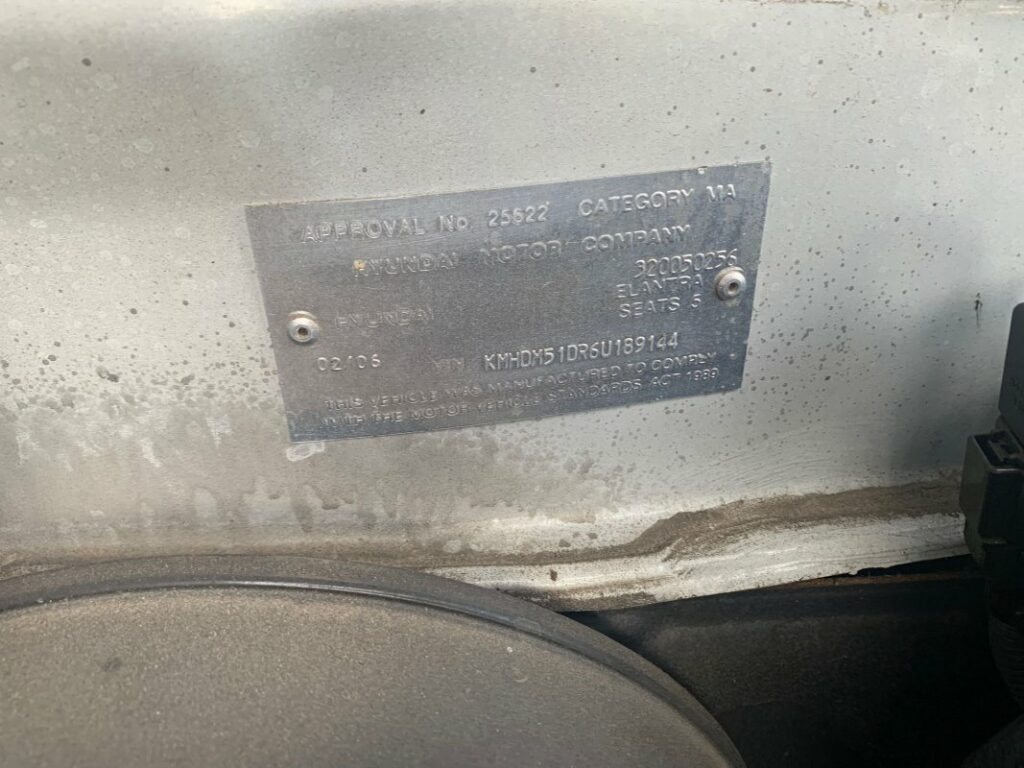 APPROVAL No 25622 CATEGORY MA
HYUNDAI MOTOR COMPANY
320050256
HYUNDAI ELANTRA
SEATS 5
02/06 VIN KMHDM51DR6U189144
THIS VEHICLE WAS MANUFACTURED TO COMPLY
WITH THE MOTOR VEHICLE STANDARDS ACT 1989